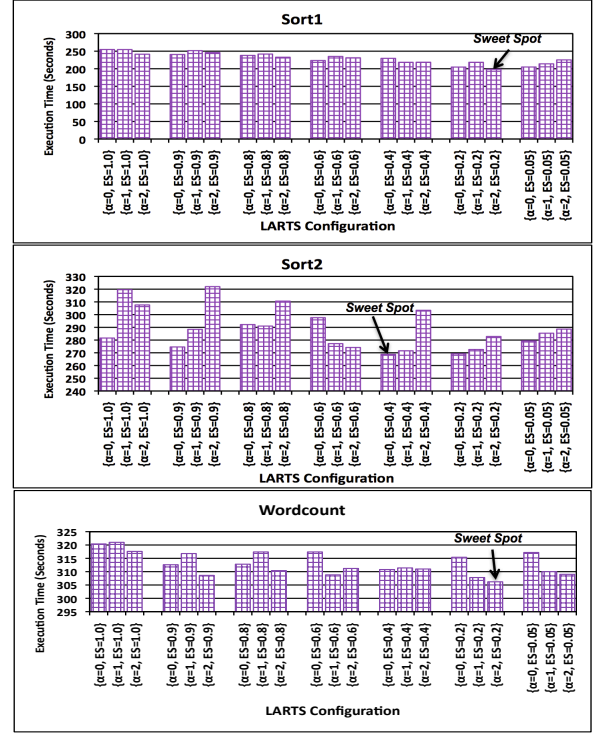 Sort1
Sweet Spot
Execution Time (Seconds)
300
250
200
150
100
50
0
{α=0, ES=1.0}
{α=1, ES=1.0}
{α=2, ES=1.0}
{α=0, ES=0.9}
{α=1, ES=0.9}
{α=2, ES=0.9}
{α=0, ES=0.8}
{α=1, ES=0.8}
{α=2, ES=0.8}
{α=0, ES=0.6}
{α=1, ES=0.6}
{α=2, ES=0.6}
{α=0, ES=0.4}
{α=1, ES=0.4}
{α=2, ES=0.4}
{α=0, ES=0.2}
{α=1, ES=0.2}
{α=2, ES=0.2}
{α=0, ES=0.05}
{α=1, ES=0.05}
{α=2, ES=0.05}
LARTS Configuration
Sort2
Sweet Spot
Execution Time (Seconds)
330
320
310
300
290
280
270
260
250
240
{α=0, ES=1.0}
{α=1, ES=1.0}
{α=2, ES=1.0}
{α=0, ES=0.9}
{α=1, ES=0.9}
{α=2, ES=0.9}
{α=0, ES=0.8}
{α=1, ES=0.8}
{α=2, ES=0.8}
{α=0, ES=0.6}
{α=1, ES=0.6}
{α=2, ES=0.6}
{α=0, ES=0.4}
{α=1, ES=0.4}
{α=2, ES=0.4}
{α=0, ES=0.2}
{α=1, ES=0.2}
{α=2, ES=0.2}
{α=0, ES=0.05}
{α=1, ES=0.05}
{α=2, ES=0.05}
LARTS Configuration
Wordcount
Sweet Spot
Execution Time (Seconds)
325
320
315
310
305
300
295
{α=0, ES=1.0}
{α=1, ES=1.0}
{α=2, ES=1.0}
{α=0, ES=0.9}
{α=1, ES=0.9}
{α=2, ES=0.9}
{α=0, ES=0.8}
{α=1, ES=0.8}
{α=2, ES=0.8}
{α=0, ES=0.6}
{α=1, ES=0.6}
{α=2, ES=0.6}
{α=0, ES=0.4}
{α=1, ES=0.4}
{α=2, ES=0.4}
{α=0, ES=0.2}
{α=1, ES=0.2}
{α=2, ES=0.2}
{α=0, ES=0.05}
{α=1, ES=0.05}
{α=2, ES=0.05}
LARTS Configuration